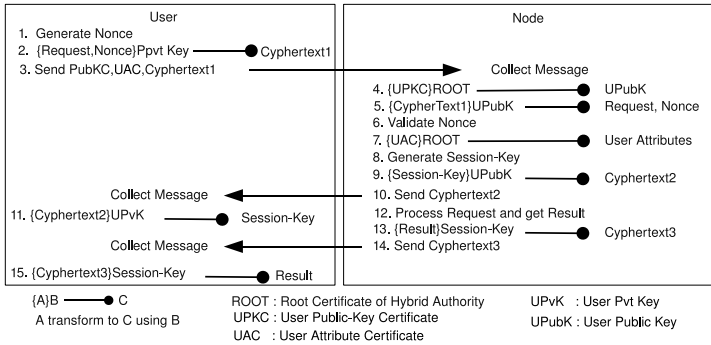 User
1. Generate Nonce
2. {Request,Nonce}Ppvt Key
Cyphertext1
3. Send PubKC,UAC,Cyphertext1
Collect Message
11. {Cyphertext2}UPvK
Session-Key
Collect Message
15. {Cyphertext3}Session-Key
Result
Node
Collect Message
4. {UPKC}ROOT
UPubK
5. {CypherText1}UPubK
Request, Nonce
6. Validate Nonce
7. {UAC}ROOT
User Attributes
8. Generate Session-Key
9. {Session-Key}UPubK
Cyphertext2
10. Send Cyphertext2
12. Process Request and get Result
13. {Result}Session-Key
Cyphertext3
14. Send Cyphertext3
{A}B
C
A transform to C using B
ROOT : Root Certificate of Hybrid Authority
UPKC : User Public-Key Certificate
UAC : User Attribute Certificate
UPvK : User Pvt Key
UPubK : User Public Key